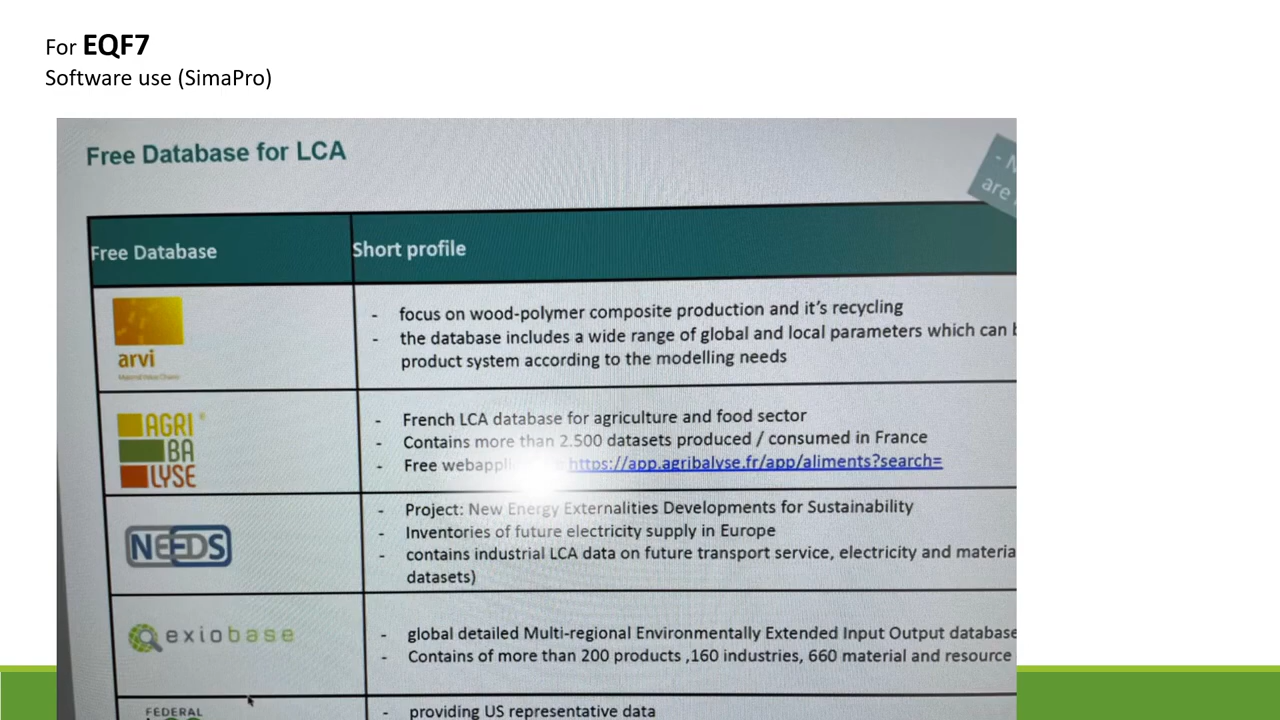 For EQF7
Software use (SimaPro)
Free Database for LCA
- N
are
Free Database
Short profile
arvi
- focus on wood-polymer composite production and it's recycling
- the database includes a wide range of global and local parameters which can
product system according to the modelling needs
AGRI
BA
LYSE
- French LCA database for agriculture and food sector
- Contains more than 2.500 datasets produced / consumed in France
- Free https://app.agribalyse.fr/app/aliments?search=
NEEDS
- Project: New Energy Externalities Developments for Sustainability
- Inventories of future electricity supply in Europe
- contains industrial LCA data on future transport service, electricity and materia
datasets)
exiobase
- global detailed Multi-regional Environmentally Extended Input Output database
- Contains of more than 200 products ,160 industries, 660 material and resource
FEDERAL
- providing US representative data